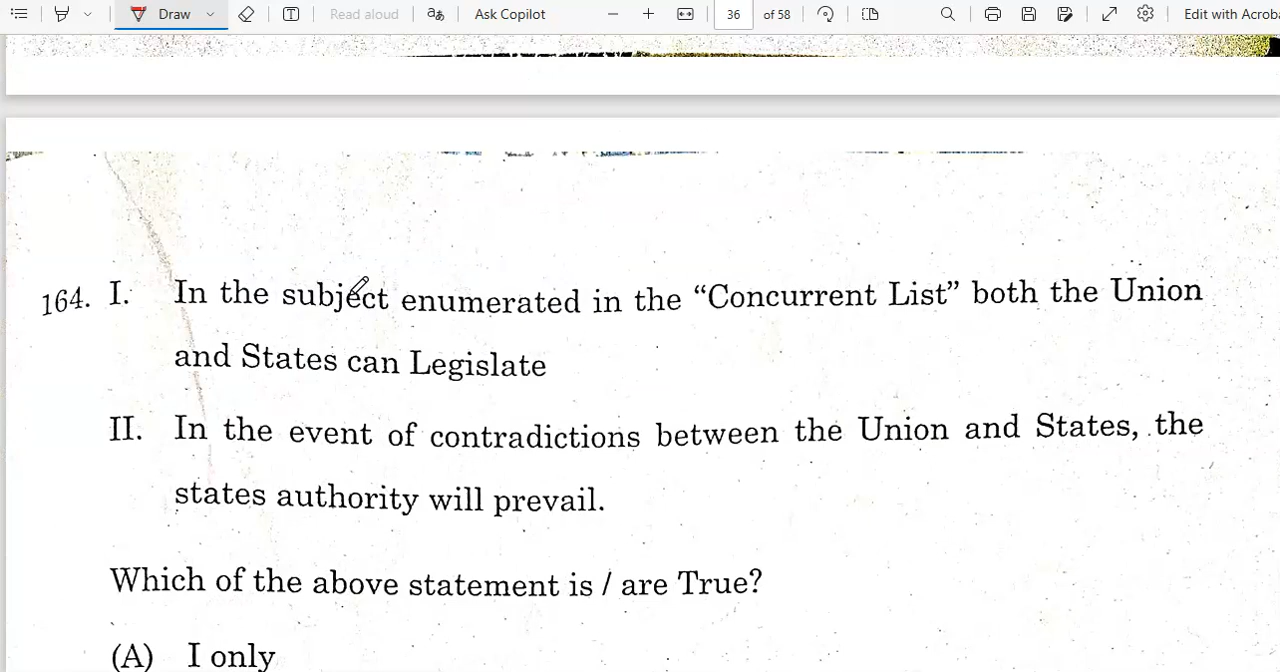 Draw
Read aloud
aあ
Ask Copilot
36
of 58
Edit with Acroba
164. I. In the subject enumerated in the “Concurrent List” both the Union
and States can Legislate
II. In the event of contradictions between the Union and States, the
states authority will prevail.
Which of the above statement is / are True?
(A) I only